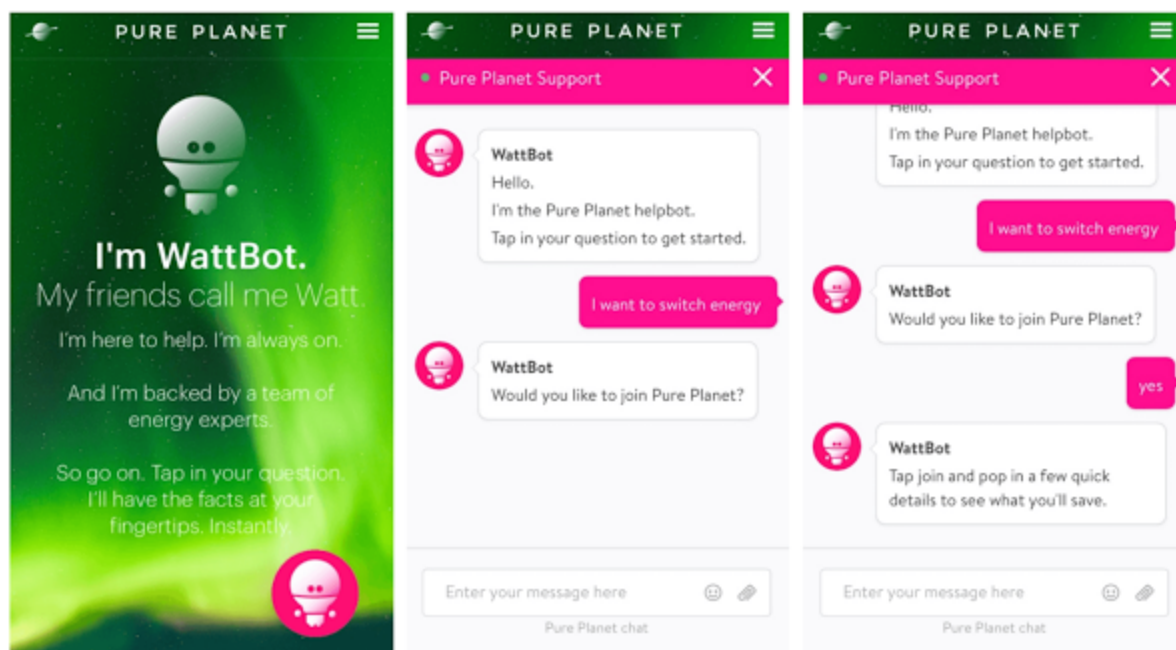 PURE PLANET
I'm WattBot.
My friends call me Watt.
I'm here to help. I'm always on.
And I'm backed by a team of
energy experts.
So go on. Tap in your question.
I'll have the facts at your
fingertips. Instantly.
PURE PLANET
Pure Planet Support
WattBot
Hello.
I'm the Pure Planet helpbot.
Tap in your question to get started.
I want to switch energy
WattBot
Would you like to join Pure Planet?
Enter your message here
Pure Planet chat
PURE PLANET
Pure Planet Support
Hello.
I'm the Pure Planet helpbot.
Tap in your question to get started.
I want to switch energy
WattBot
Would you like to join Pure Planet?
yes
WattBot
Tap join and pop in a few quick
details to see what you'll save.
Enter your message here
Pure Planet chat